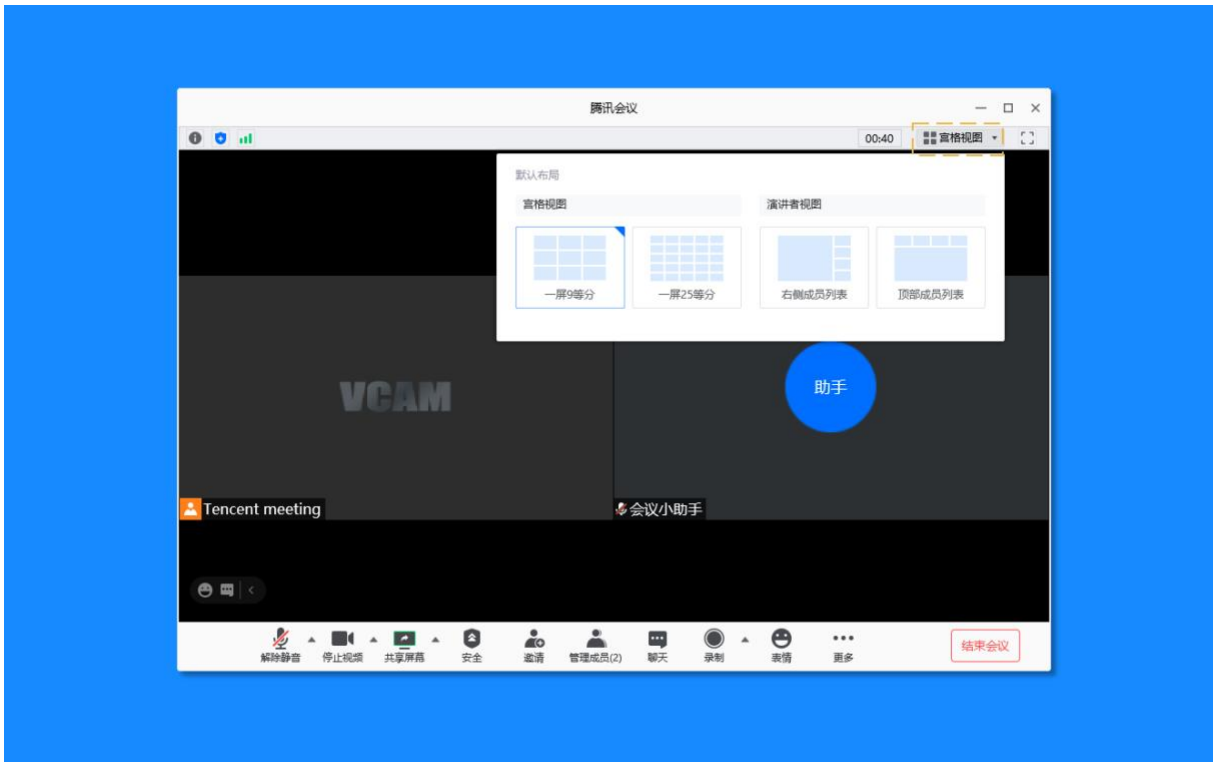 腾讯会议
00:40
宫格视图
默认布局
宫格视图
演讲者视图
一屏9等分
一屏25等分
右侧成员列表
顶部成员列表
VCAM
助手
Tencent meeting
会议小助手
解除静音
停止视频
共享屏幕
安全
邀请
管理成员(2)
聊天
录制
表情
更多
结束会议